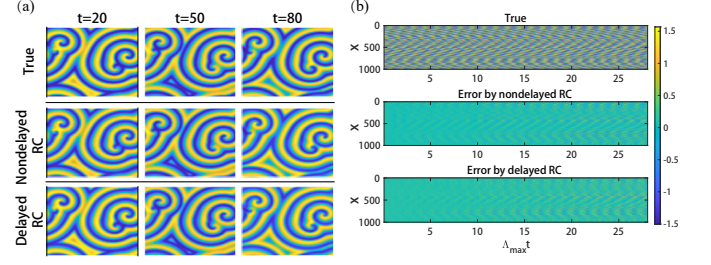 (a)
t=20 t=50 t=80
True
Nondelayed
RC
Delayed
RC
(b)
True
X
0
500
1000
5 10 15 20 25
Error by nondelayed RC
X
0
500
1000
5 10 15 20 25
Error by delayed RC
X
0
500
1000
5 10 15 20 25
Λmaxt
1.5
1
0.5
0
-0.5
-1
-1.5